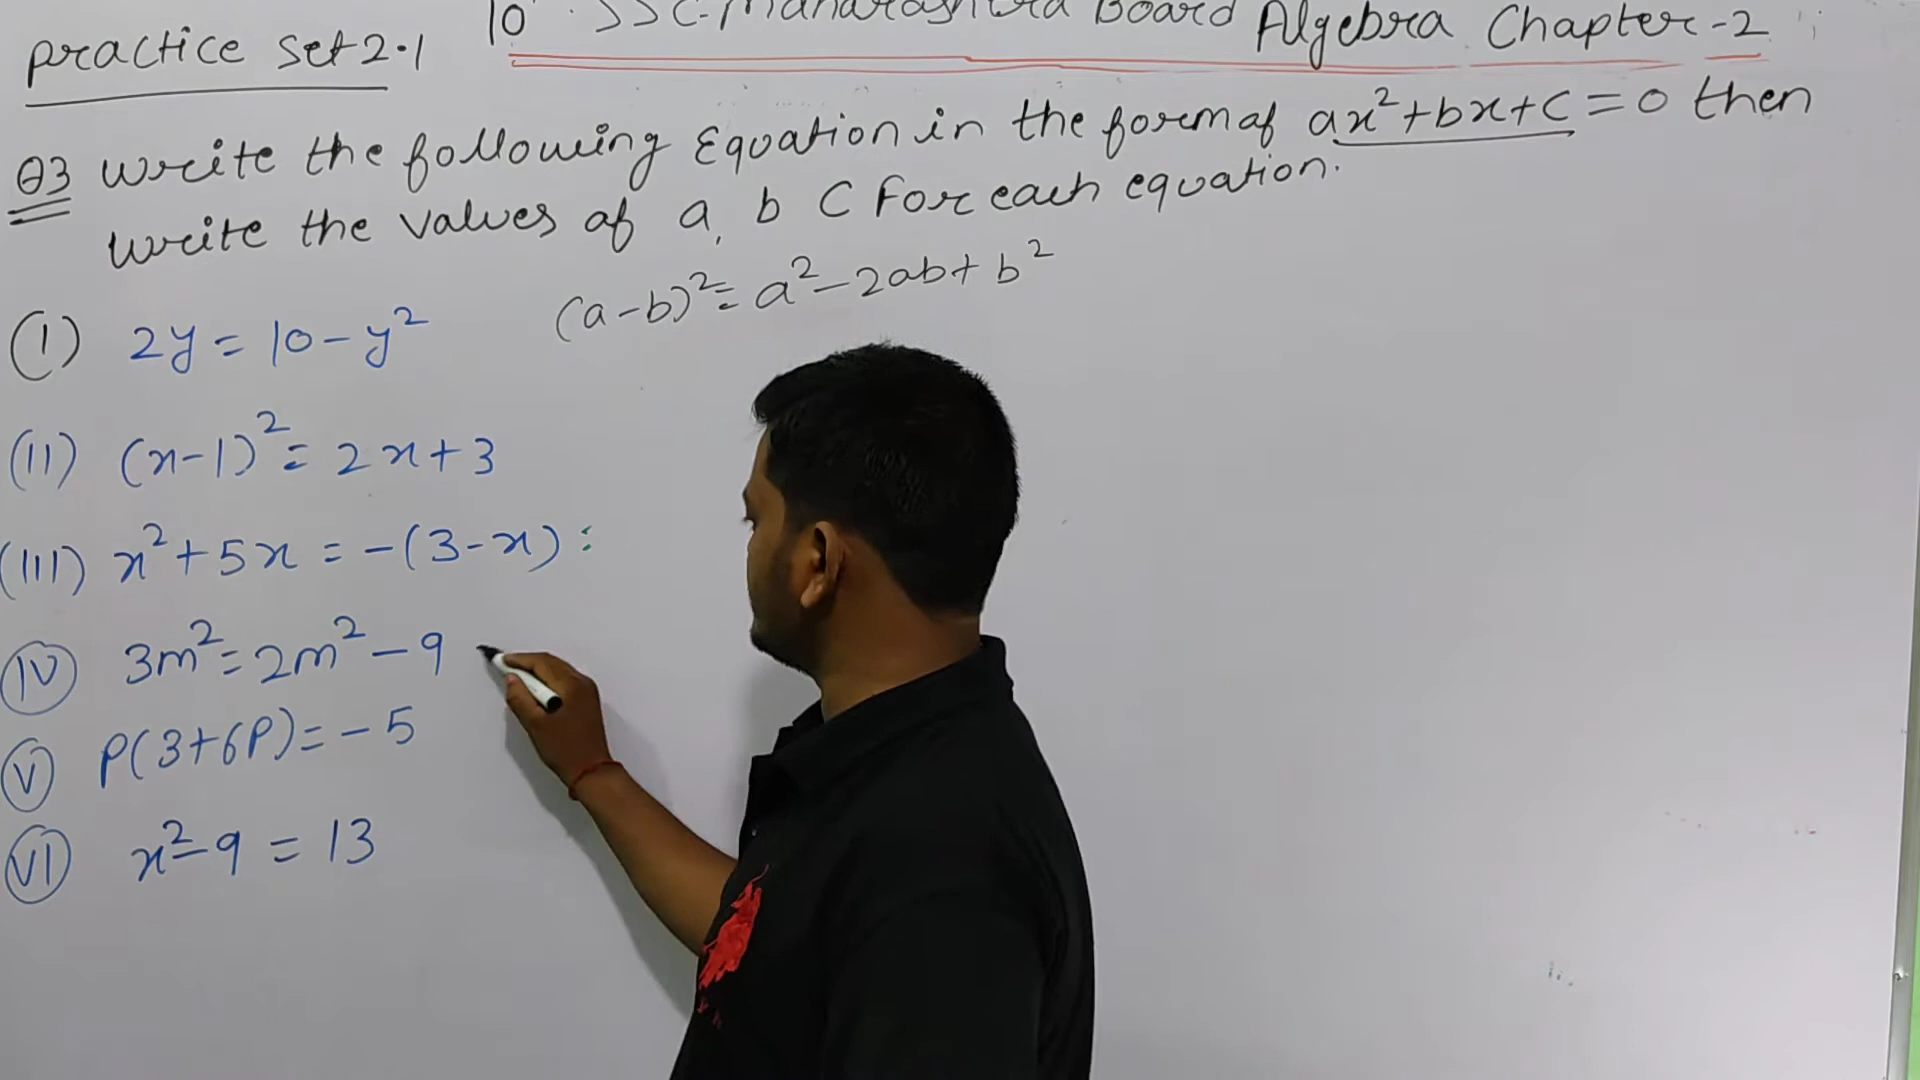 Practice Set 2.1
10 SSC-Maharashtra Board Algebra Chapter-2
Q3 Write the following Equation in the form of ax²+bx+c=0 then
write the values of a, b C For each equation.
(a-b)²=a²-2ab+b²
(I) 2y=10-y²
(II) (x-1)²=2x+3
(III) x²+5x=-(3-x):
(IV) 3m²=2m²-9
(V) P(3+6P)=-5
(VI) x²-9=13